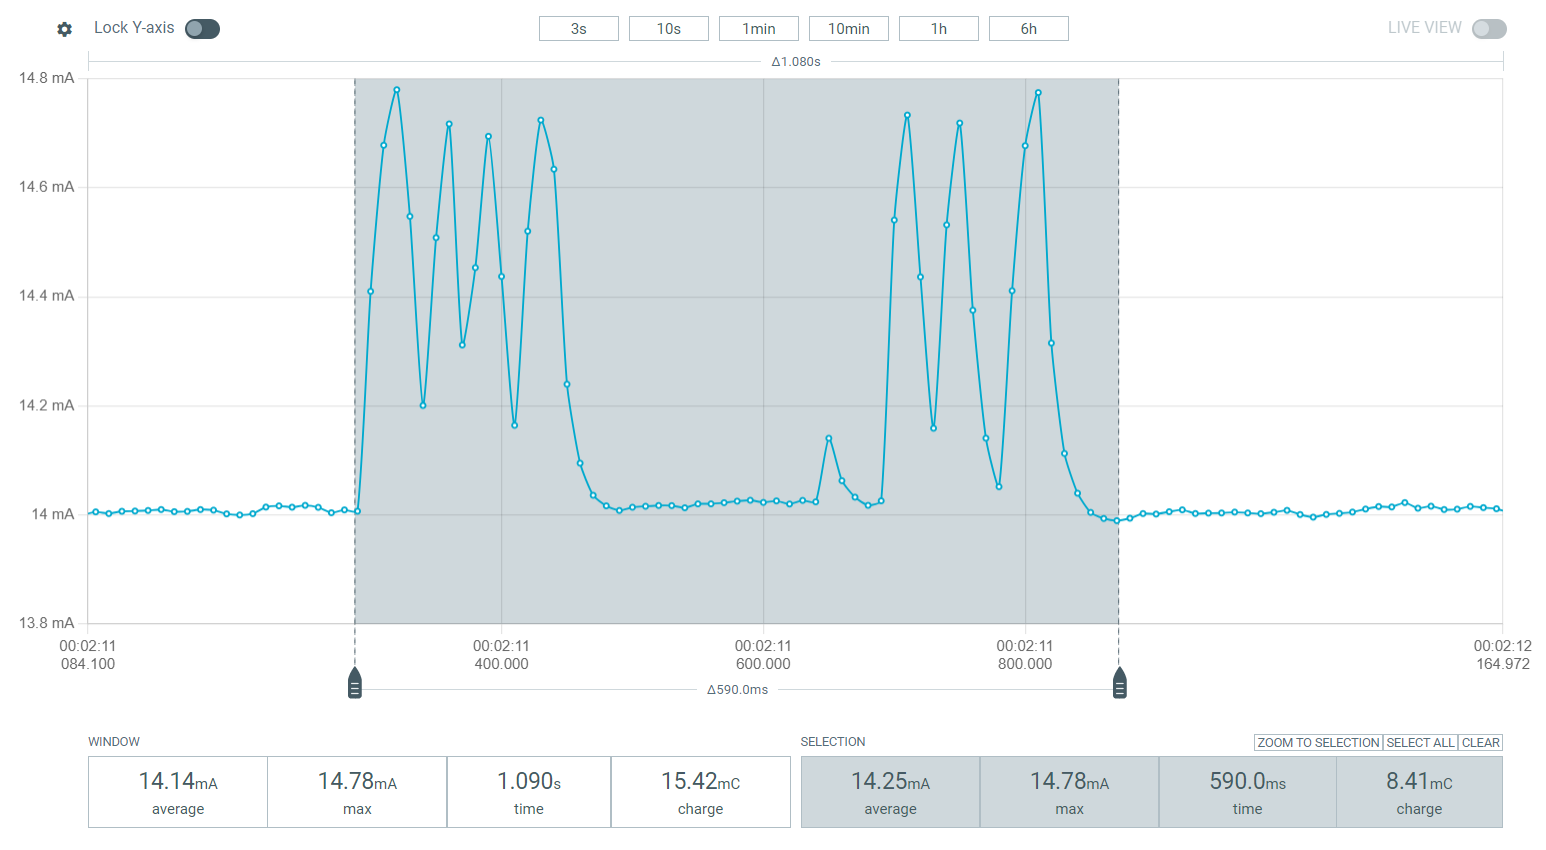 Lock Y-axis
3s 10s 1min 10min 1h 6h
LIVE VIEW
Δ1.080s
14.8 mA
14.6 mA
14.4 mA
14.2 mA
14 mA
13.8 mA
00:02:11 00:02:11 00:02:11 00:02:11 00:02:12
084.100 400.000 600.000 800.000 164.972
Δ590.0ms
WINDOW
14.14mA 14.78mA 1.090s 15.42mC
average max time charge
SELECTION
ZOOM TO SELECTION SELECT ALL CLEAR
14.25mA 14.78mA 590.0ms 8.41mC
average max time charge